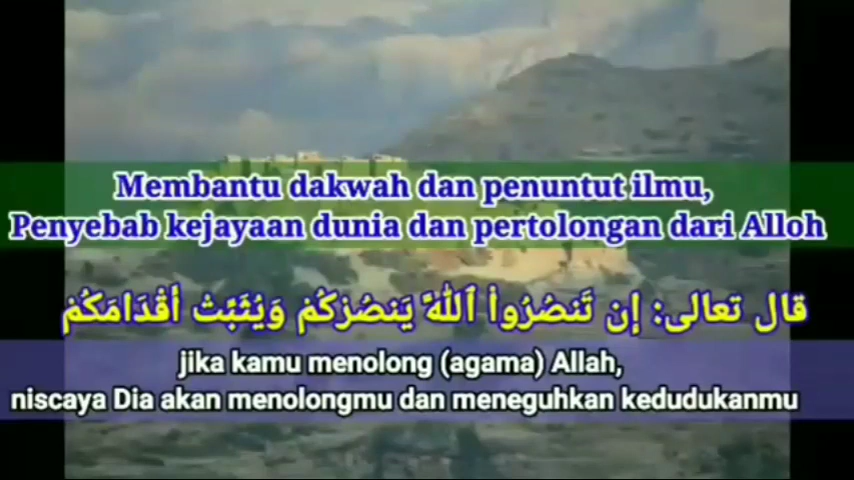 Membantu dakwah dan penuntut ilmu,
Penyebab kejayaan dunia dan pertolongan dari Alloh
قال تعالى: إِن تَنصُرُوا۟ ٱللَّهَ يَنصُرْكُمْ وَيُثَبِّتْ أَقْدَامَكُمْ
jika kamu menolong (agama) Allah,
niscaya Dia akan menolongmu dan meneguhkan kedudukanmu